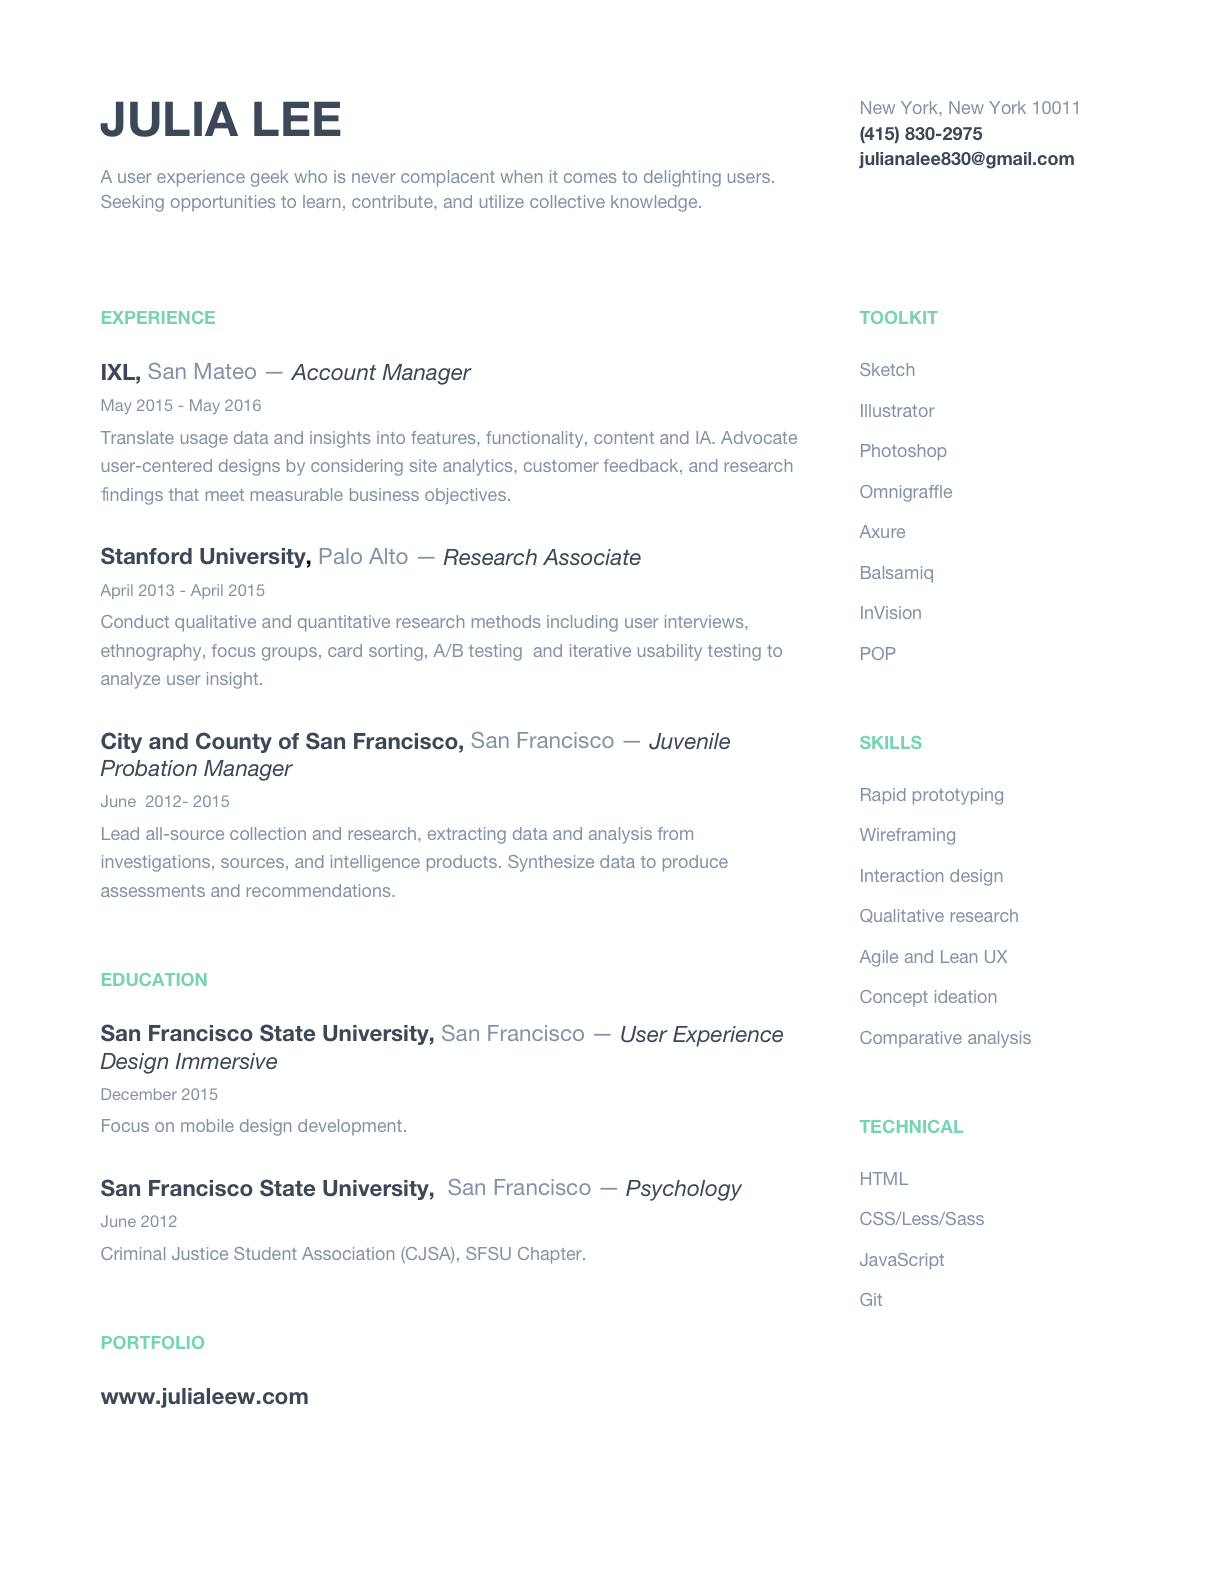 JULIA LEE
A user experience geek who is never complacent when it comes to delighting users.
Seeking opportunities to learn, contribute, and utilize collective knowledge.
New York, New York 10011
(415) 830-2975
julianalee830@gmail.com
EXPERIENCE
IXL, San Mateo — Account Manager
May 2015 - May 2016
Translate usage data and insights into features, functionality, content and IA. Advocate
user-centered designs by considering site analytics, customer feedback, and research
findings that meet measurable business objectives.
Stanford University, Palo Alto — Research Associate
April 2013 - April 2015
Conduct qualitative and quantitative research methods including user interviews,
ethnography, focus groups, card sorting, A/B testing  and iterative usability testing to
analyze user insight.
City and County of San Francisco, San Francisco — Juvenile
Probation Manager
June  2012- 2015
Lead all-source collection and research, extracting data and analysis from
investigations, sources, and intelligence products. Synthesize data to produce
assessments and recommendations.
EDUCATION
San Francisco State University, San Francisco — User Experience
Design Immersive
December 2015
Focus on mobile design development.
San Francisco State University,  San Francisco — Psychology
June 2012
Criminal Justice Student Association (CJSA), SFSU Chapter.
PORTFOLIO
www.julialeew.com
TOOLKIT
Sketch
Illustrator
Photoshop
Omnigraffle
Axure
Balsamiq
InVision
POP
SKILLS
Rapid prototyping
Wireframing
Interaction design
Qualitative research
Agile and Lean UX
Concept ideation
Comparative analysis
TECHNICAL
HTML
CSS/Less/Sass
JavaScript
Git